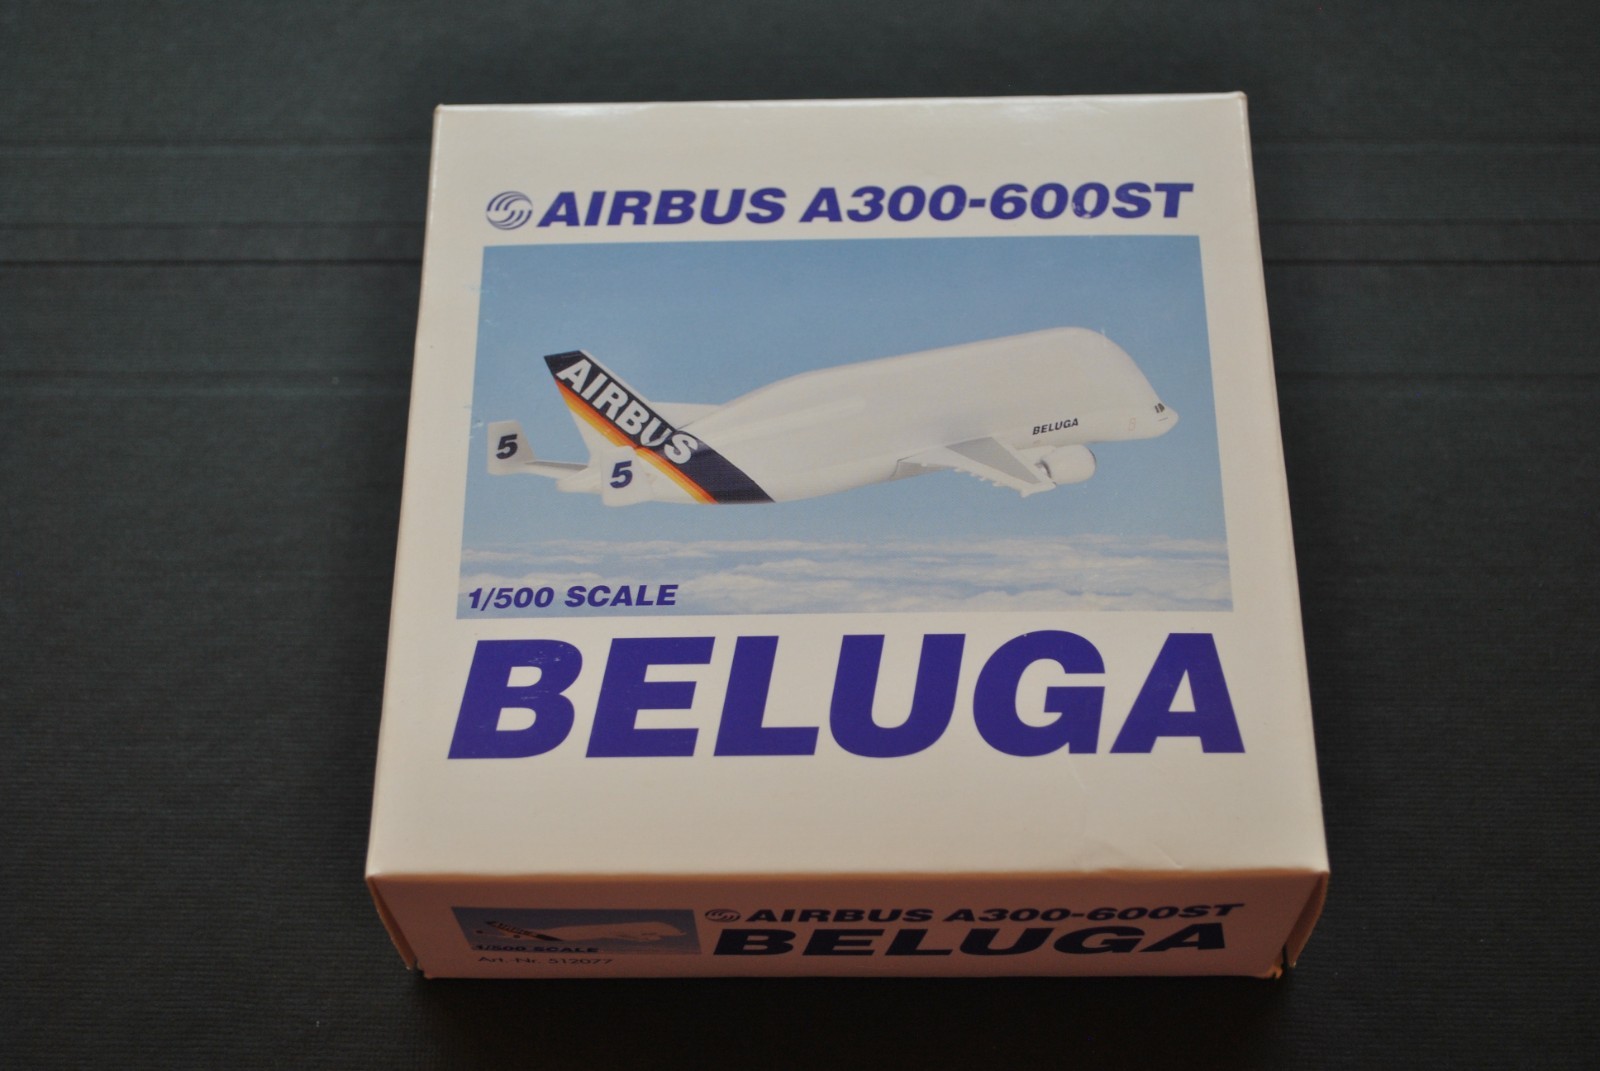 AIRBUS A300-600ST
AIRBUS
BELUGA
5
5
1/500 SCALE
BELUGA
AIRBUS A300-600ST
BELUGA
1/500 SCALE
Art.-Nr. 512077